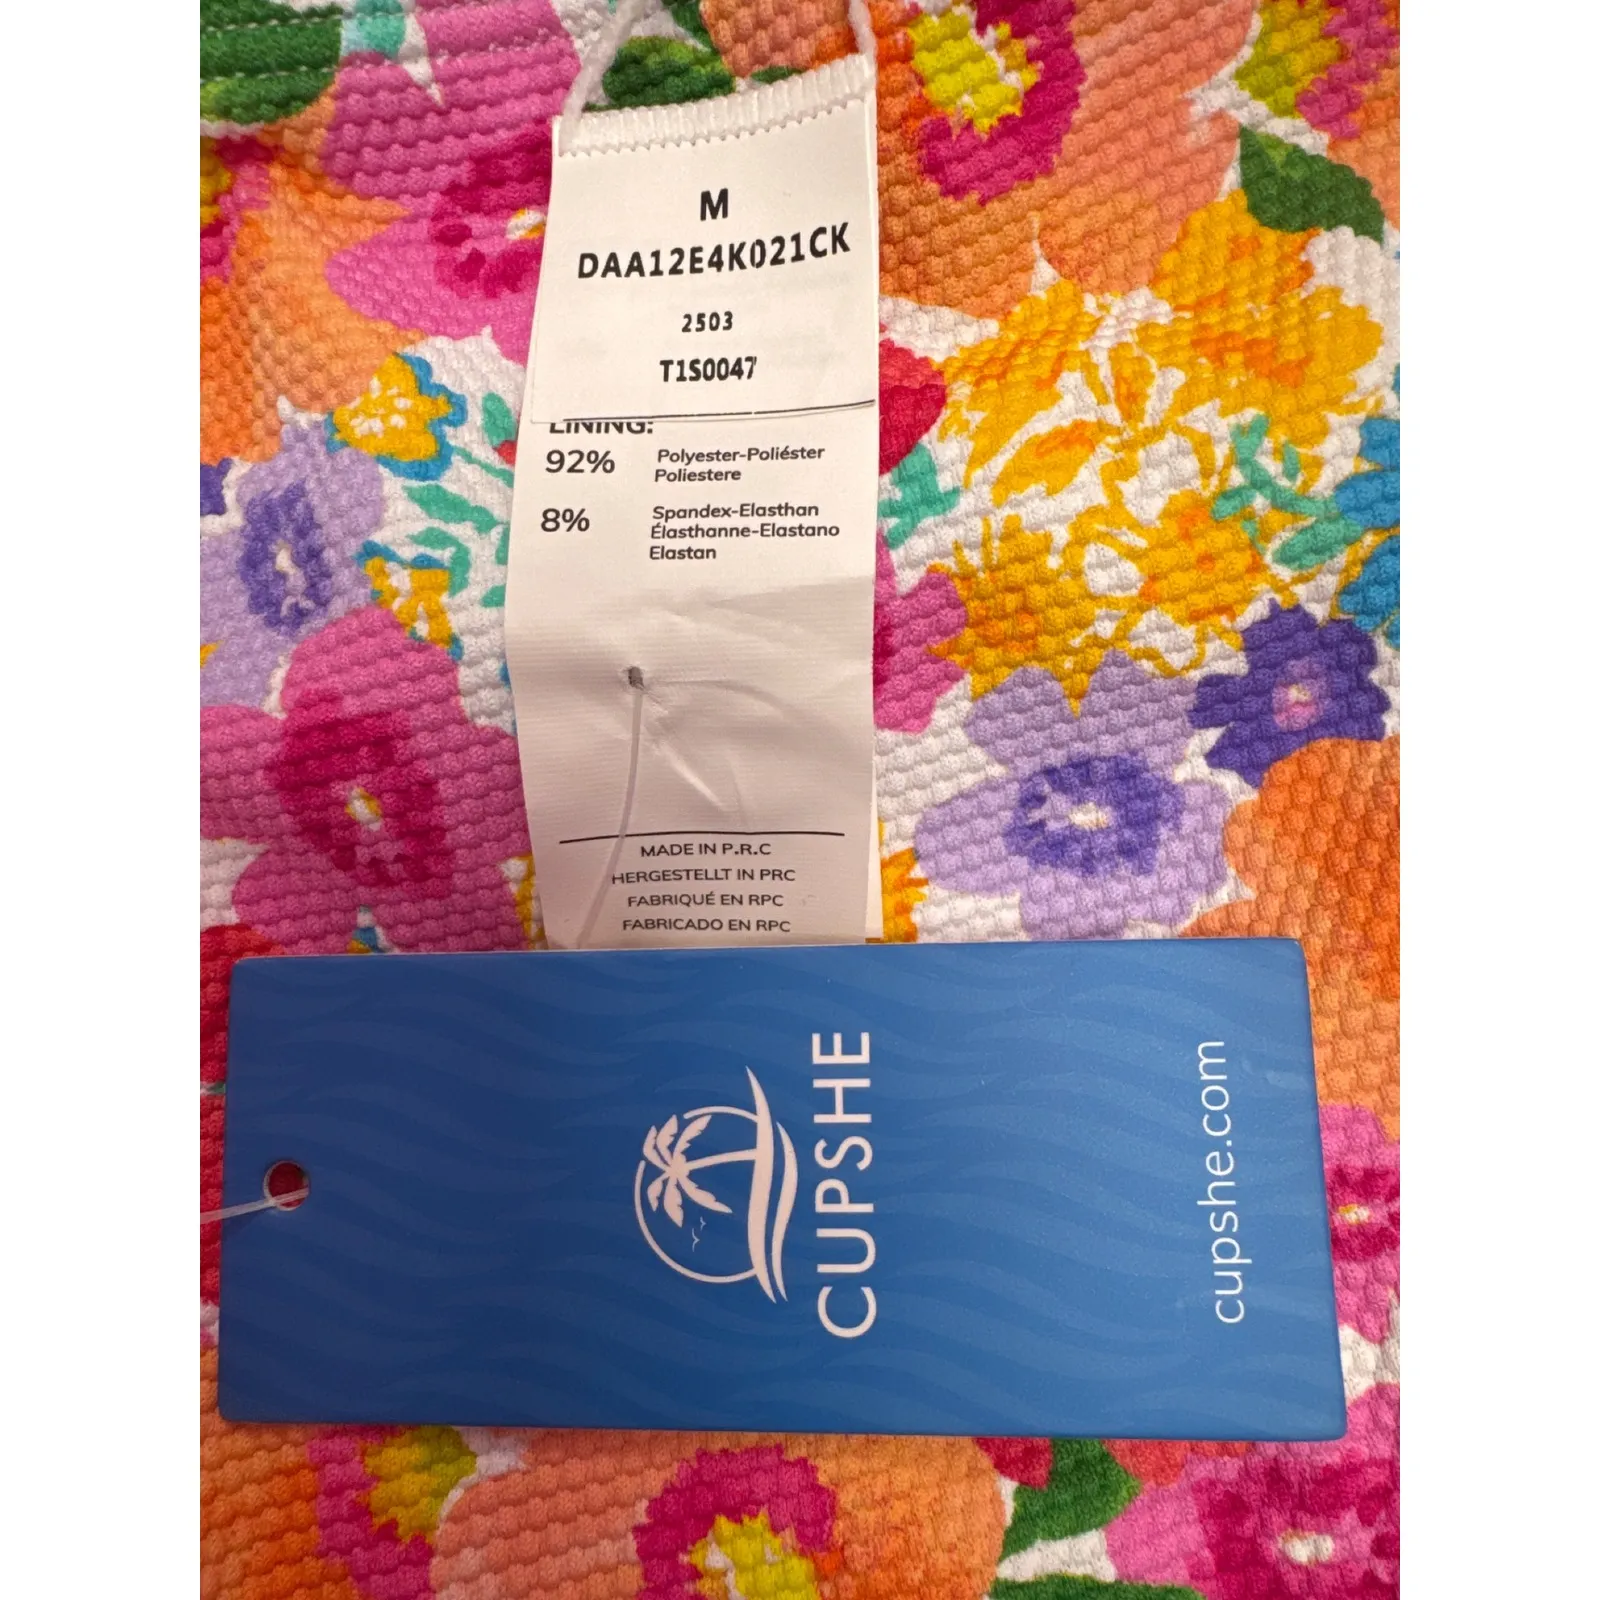 M
DAA12E4K021CK
2503
T1S0047
LINING:
92% Polyester-Poliéster
Poliestere
8% Spandex-Elasthan
Élasthanne-Elastano
Elastan
MADE IN P.R.C
HERGESTELLT IN PRC
FABRIQUÉ EN RPC
FABRICADO EN RPC
CUPSHE
cupshe.com